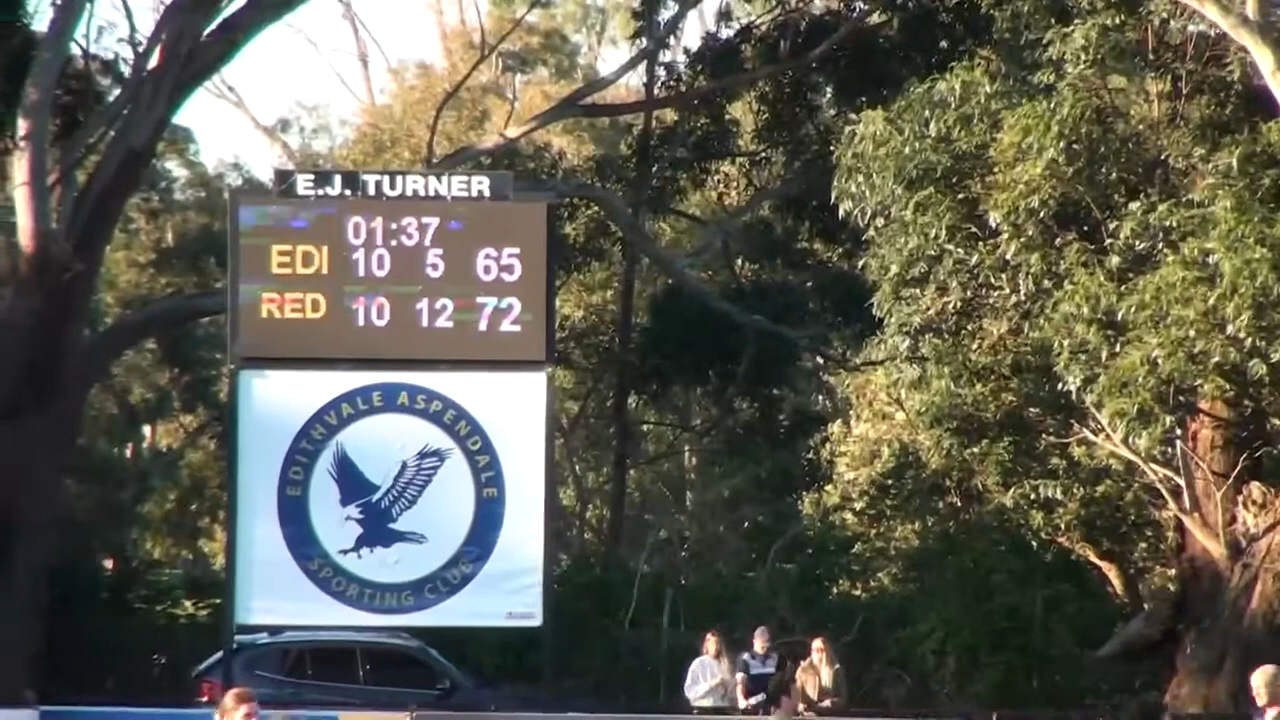 E.J. TURNER
01:37
EDI 10 5 65
RED 10 12 72
EDITHVALE ASPENDALE
SPORTING CLUB